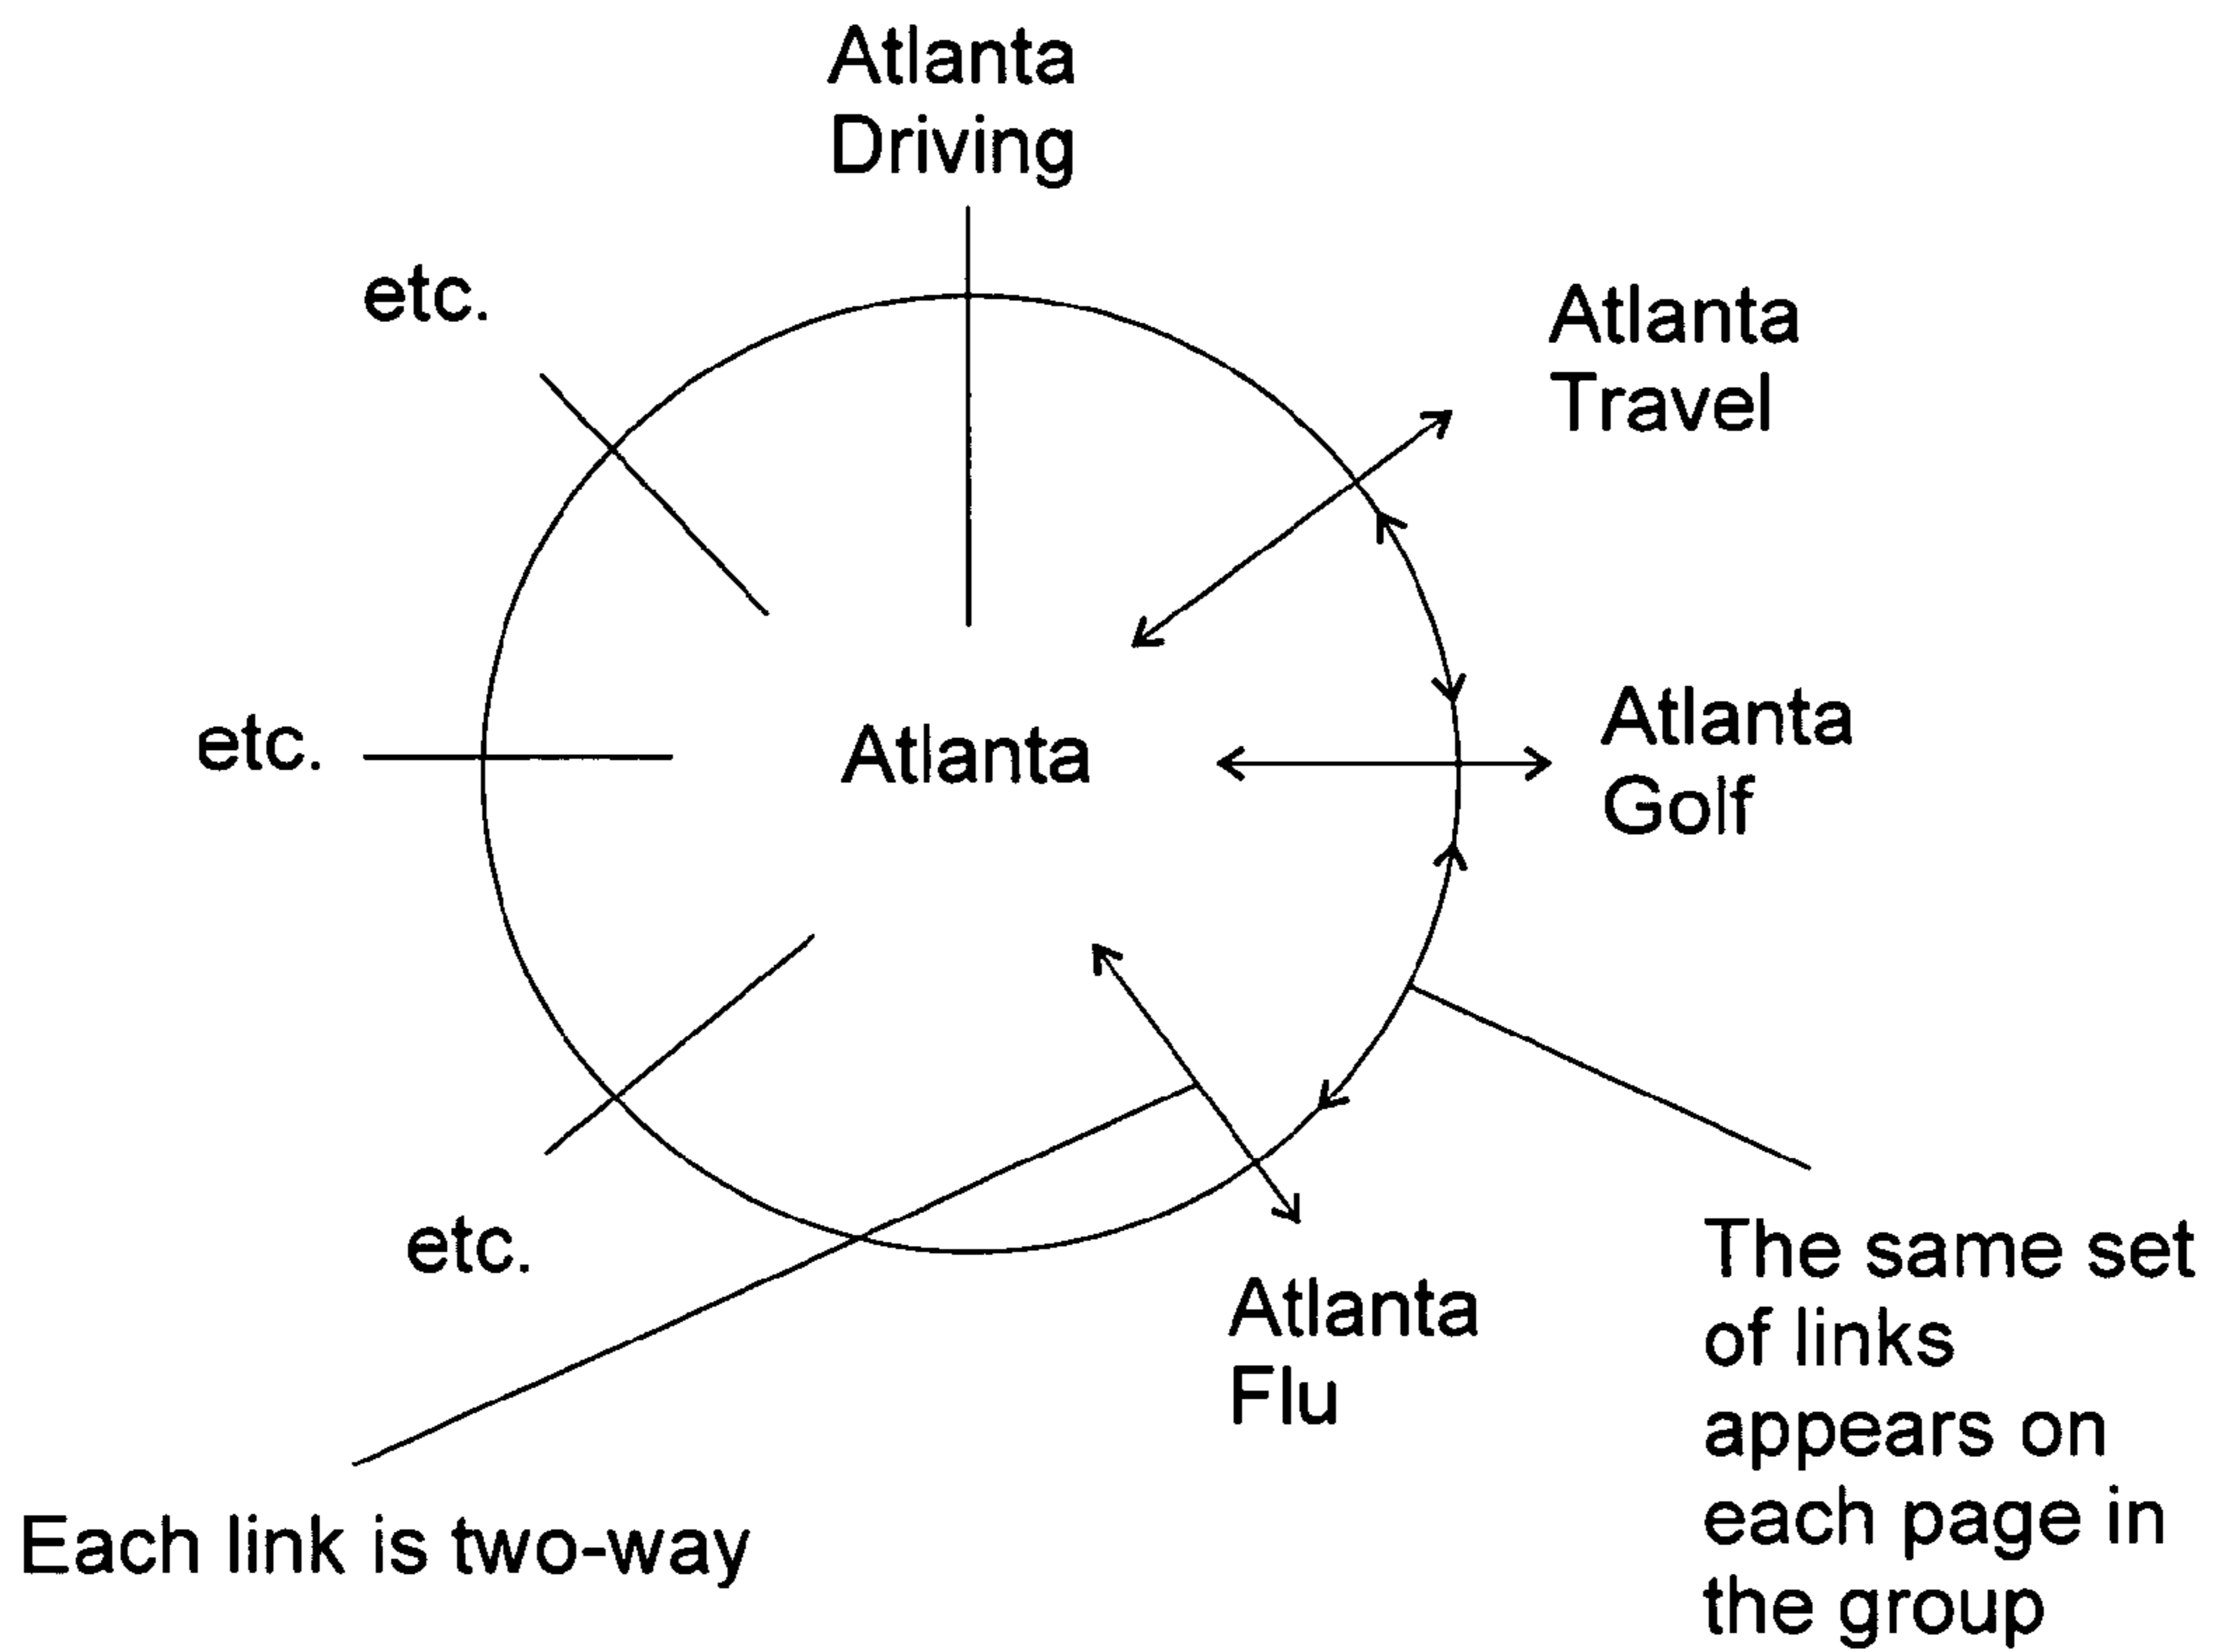 Atlanta
Driving
etc.
Atlanta
Travel
etc.
Atlanta
Atlanta
Golf
etc.
Atlanta
Flu
The same set
of links
appears on
each page in
the group
Each link is two-way